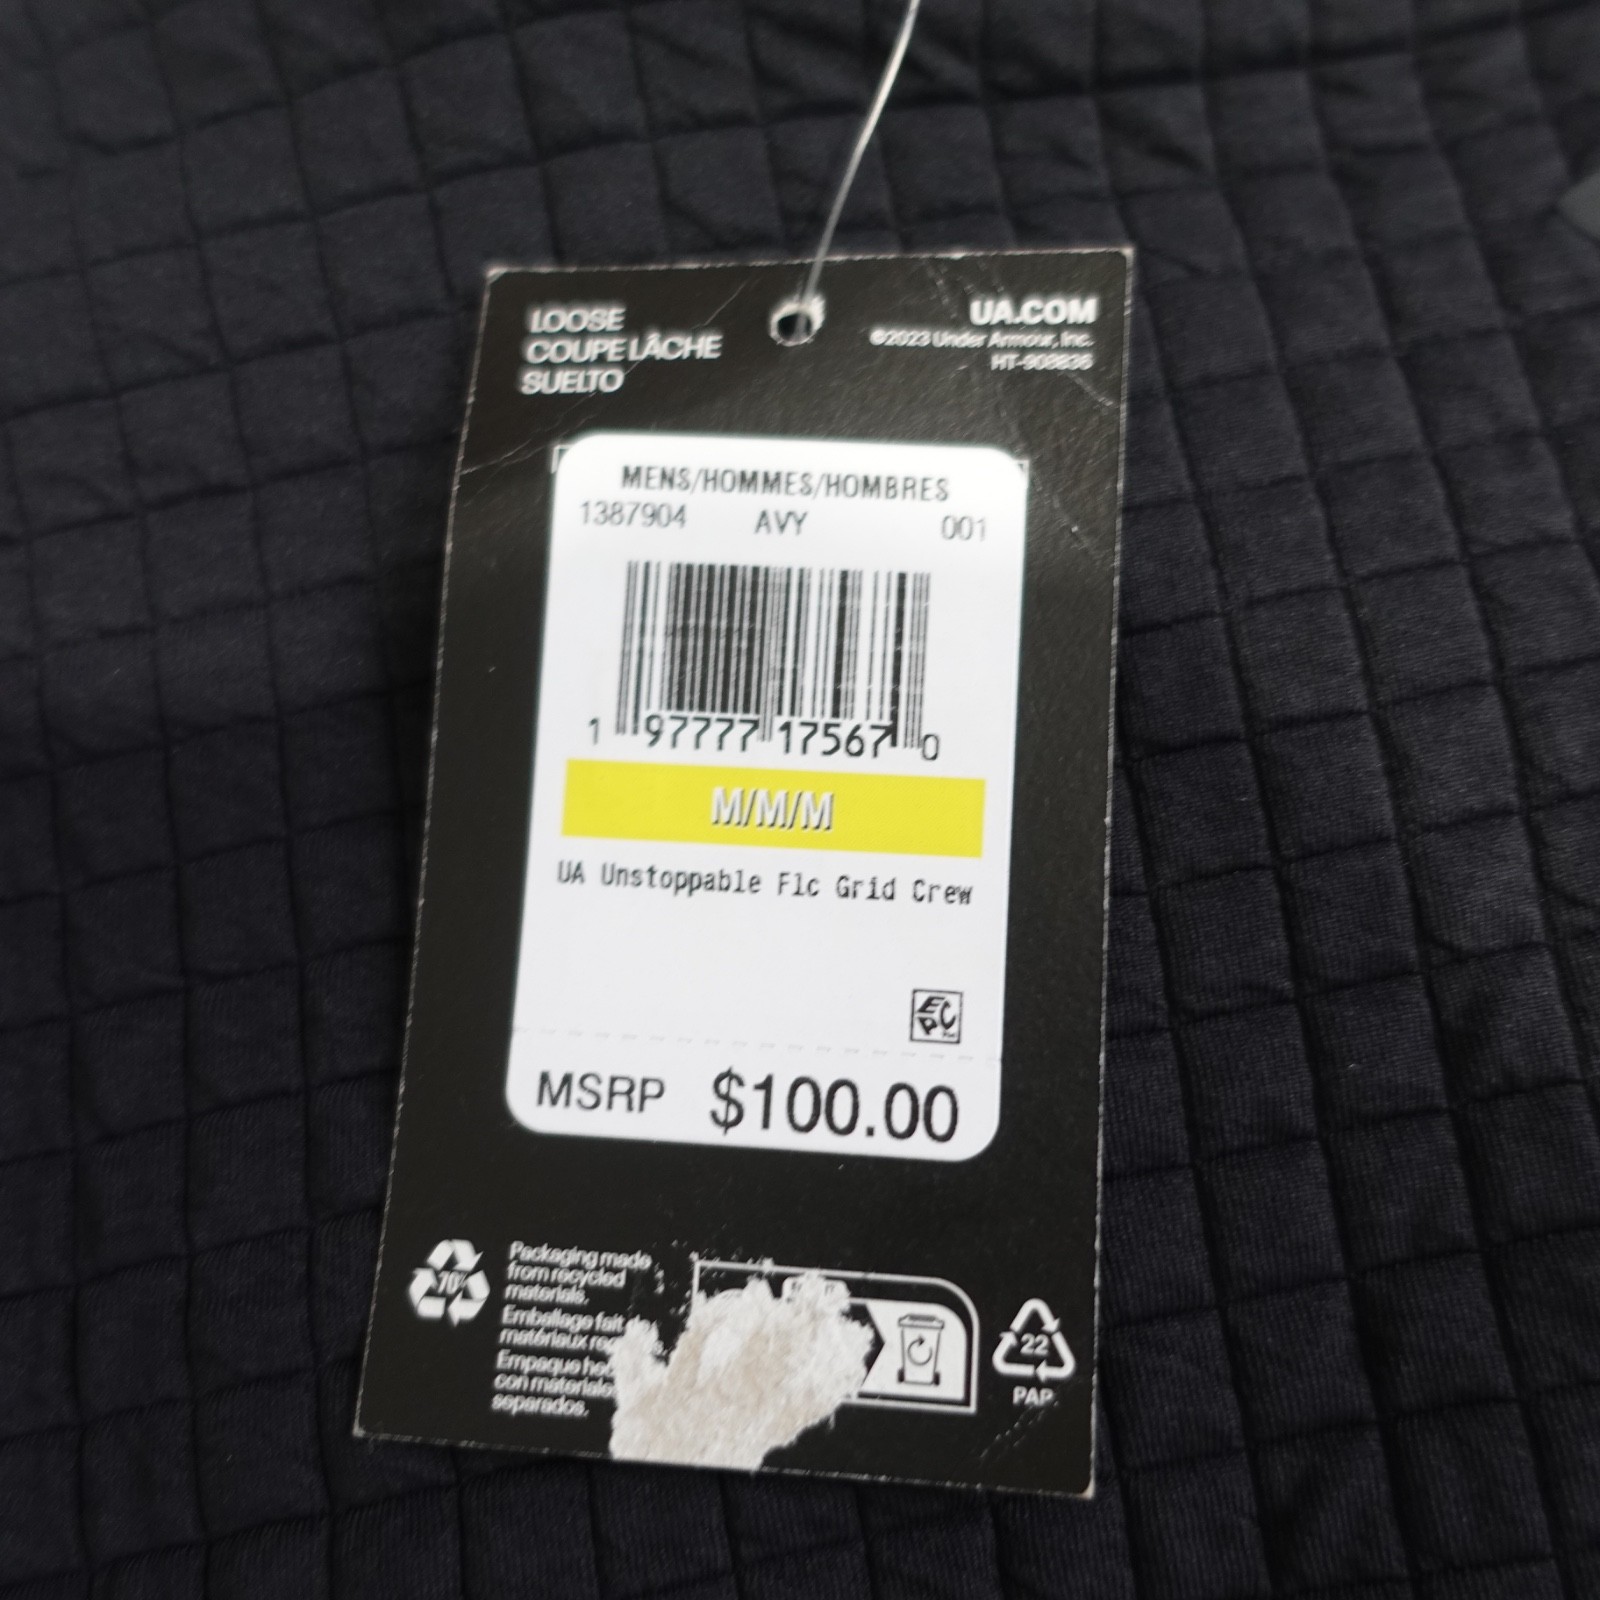 LOOSE
COUPE LÂCHE
SUELTO
UA.COM
©2023 Under Armour, Inc.
HT-908836
MENS/HOMMES/HOMBRES
1387904 AVY 001
1 97777 17567 0
M/M/M
UA Unstoppable Flc Grid Crew
EPC
MSRP $100.00
70%
Packaging made
from recycled
materials.
Emballage fait
matériaux
Empaque
con
separados.
22
PAP